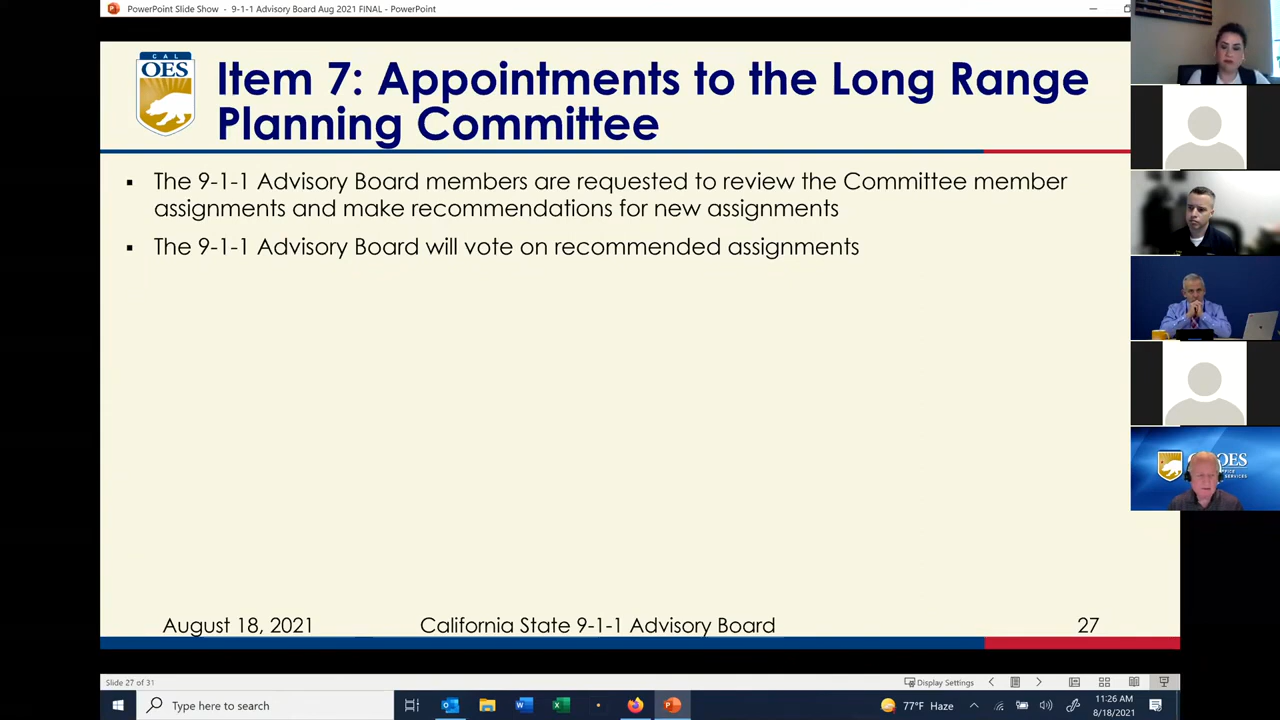 PowerPoint Slide Show - 9-1-1 Advisory Board Aug 2021 FINAL - PowerPoint
CAL
OES
Item 7: Appointments to the Long Range
Planning Committee
▪ The 9-1-1 Advisory Board members are requested to review the Committee member
assignments and make recommendations for new assignments
▪ The 9-1-1 Advisory Board will vote on recommended assignments
OES
SERVICES
August 18, 2021
California State 9-1-1 Advisory Board
27
Slide 27 of 31
Display Settings
Type here to search
77°F Haze
11:26 AM
8/18/2021